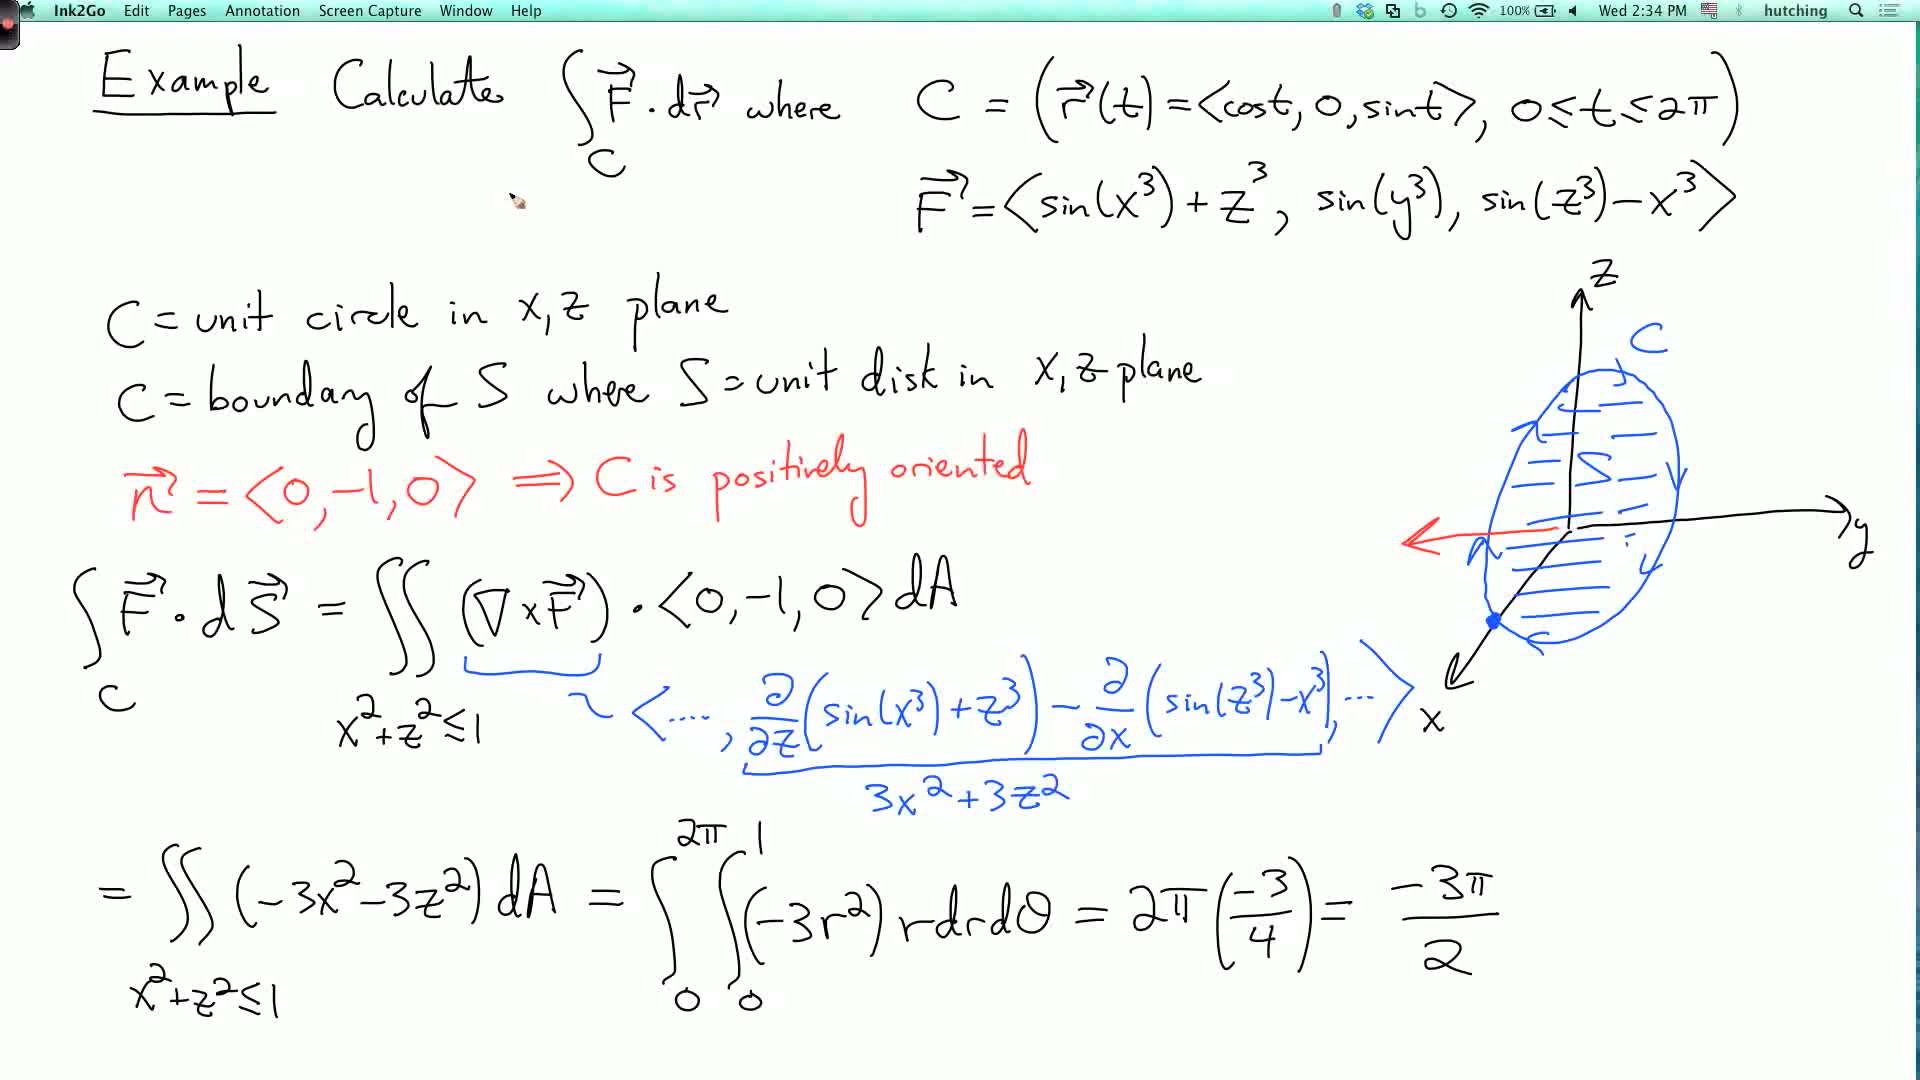 Ink2Go Edit Pages Annotation Screen Capture Window Help 100% Wed 2:34 PM hutching
Example Calculate ∫_C F⃗ · dr⃗ where C = (r⃗(t) = <cost, 0, sint>, 0 ≤ t ≤ 2π)
F⃗ = <sin(x³) + z³, sin(y³), sin(z³) − x³>
C = unit circle in x, z plane
C = boundary of S where S = unit disk in x, z plane
n⃗ = <0, −1, 0> ⟹ C is positively oriented
z
C
S
y
x
∫_C F⃗ · dS⃗ = ∬_{x² + z² ≤ 1} (∇ × F⃗) · <0, −1, 0> dA
<...., ∂/∂z (sin(x³) + z³) − ∂/∂x (sin(z³) − x³), ...>
3x² + 3z²
= ∬_{x² + z² ≤ 1} (−3x² − 3z²) dA = ∫_0^{2π} ∫_0^1 (−3r²) r dr dθ = 2π (−3/4) = −3π/2